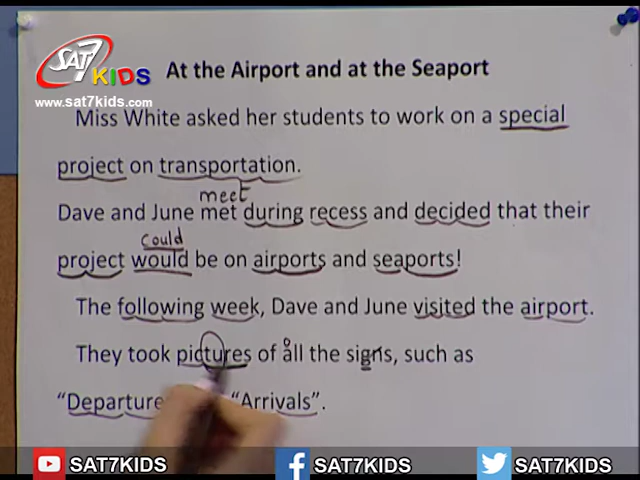 SAT7
KIDS
www.sat7kids.com
At the Airport and at the Seaport
Miss White asked her students to work on a special
project on transportation.
meet
Dave and June met during recess and decided that their
could
project would be on airports and seaports!
The following week, Dave and June visited the airport.
They took pictures of all the signs, such as
"Departure "Arrivals".
SAT7KIDS SAT7KIDS SAT7KIDS